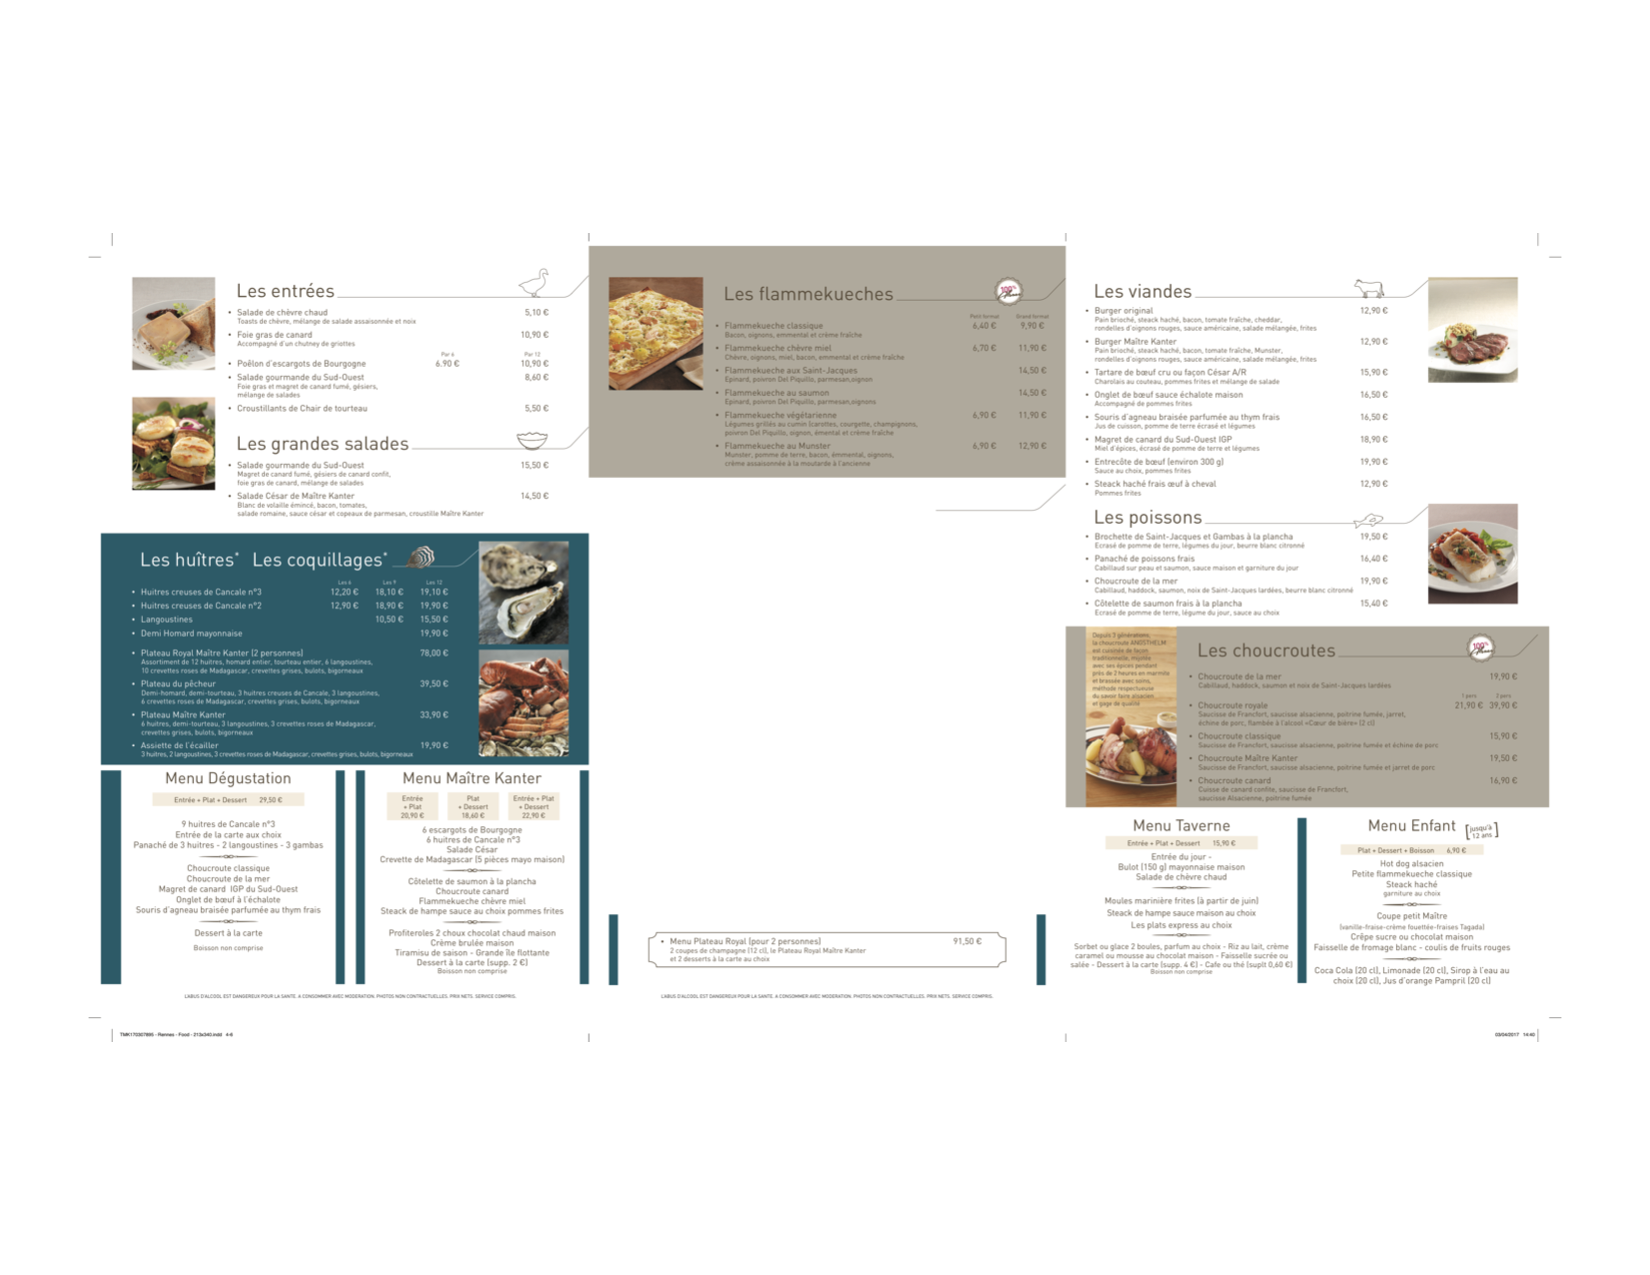 Les entrées
• Salade de chèvre chaud 5,10 €
Toasts de chèvre, mélange de salade assaisonnée et noix
• Foie gras de canard 10,90 €
Accompagné d'un chutney de griottes
Par 6 Par 12
• Poêlon d'escargots de Bourgogne 6.90 € 10,90 €
• Salade gourmande du Sud-Ouest 8,60 €
Foie gras et magret de canard fumé, gésiers,
mélange de salades
• Croustillants de Chair de tourteau 5,50 €
Les grandes salades
• Salade gourmande du Sud-Ouest 15,50 €
Magret de canard fumé, gésiers de canard confit,
foie gras de canard, mélange de salades
• Salade César de Maître Kanter 14,50 €
Blanc de volaille émincé, bacon, tomates,
salade romaine, sauce césar et copeaux de parmesan, croustille Maître Kanter
Les huîtres* Les coquillages*
Les 6 Les 9 Les 12
• Huitres creuses de Cancale n°3 12,20 € 18,10 € 19,10 €
• Huitres creuses de Cancale n°2 12,90 € 18,90 € 19,90 €
• Langoustines 10,50 € 15,50 €
• Demi Homard mayonnaise 19,90 €
• Plateau Royal Maître Kanter (2 personnes) 78,00 €
Assortiment de 12 huitres, homard entier, tourteau entier, 6 langoustines,
10 crevettes roses de Madagascar, crevettes grises, bulots, bigorneaux
• Plateau du pêcheur 39,50 €
Demi-homard, demi-tourteau, 3 huitres creuses de Cancale, 3 langoustines,
6 crevettes roses de Madagascar, crevettes grises, bulots, bigorneaux
• Plateau Maître Kanter 33,90 €
6 huitres, demi-tourteau, 3 langoustines, 3 crevettes roses de Madagascar,
crevettes grises, bulots, bigorneaux
• Assiette de l'écailler 19,90 €
3 huitres, 2 langoustines, 3 crevettes roses de Madagascar, crevettes grises, bulots, bigorneaux
Menu Dégustation
Entrée + Plat + Dessert 29,50 €
9 huitres de Cancale n°3
Entrée de la carte aux choix
Panaché de 3 huitres - 2 langoustines - 3 gambas
Choucroute classique
Choucroute de la mer
Magret de canard IGP du Sud-Ouest
Onglet de bœuf à l'échalote
Souris d'agneau braisée parfumée au thym frais
Dessert à la carte
Boisson non comprise
Menu Maître Kanter
Entrée + Plat 20,90 €
Plat + Dessert 18,60 €
Entrée + Plat + Dessert 22,90 €
6 escargots de Bourgogne
6 huitres de Cancale n°3
Salade César
Crevette de Madagascar (5 pièces mayo maison)
Côtelette de saumon à la plancha
Choucroute canard
Flammekueche chèvre miel
Steack de hampe sauce au choix pommes frites
Profiteroles 2 choux chocolat chaud maison
Crème brulée maison
Tiramisu de saison - Grande île flottante
Dessert à la carte (supp. 2 €)
Boisson non comprise
L'ABUS D'ALCOOL EST DANGEREUX POUR LA SANTE. A CONSOMMER AVEC MODERATION. PHOTOS NON CONTRACTUELLES. PRIX NETS. SERVICE COMPRIS.
Les flammekueches
100%
Petit format Grand format
• Flammekueche classique 6,40 € 9,90 €
Bacon, oignons, emmental et crème fraîche
• Flammekueche chèvre miel 6,70 € 11,90 €
Chèvre, oignons, miel, bacon, emmental et crème fraîche
• Flammekueche aux Saint-Jacques 14,50 €
Epinard, poivron Del Piquillo, parmesan,oignon
• Flammekueche au saumon 14,50 €
Epinard, poivron Del Piquillo, parmesan,oignons
• Flammekueche végétarienne 6,90 € 11,90 €
Légumes grillés au cumin (carottes, courgette, champignons,
poivron Del Piquillo, oignon, émental et crème fraîche
• Flammekueche au Munster 6,90 € 12,90 €
Munster, pomme de terre, bacon, émmental, oignons,
crème assaisonnée à la moutarde à l'ancienne
• Menu Plateau Royal (pour 2 personnes) 91,50 €
2 coupes de champagne (12 cl), le Plateau Royal Maître Kanter
et 2 desserts à la carte au choix
L'ABUS D'ALCOOL EST DANGEREUX POUR LA SANTE. A CONSOMMER AVEC MODERATION. PHOTOS NON CONTRACTUELLES. PRIX NETS. SERVICE COMPRIS.
Les viandes
• Burger original 12,90 €
Pain brioché, steack haché, bacon, tomate fraîche, cheddar,
rondelles d'oignons rouges, sauce américaine, salade mélangée, frites
• Burger Maître Kanter 12,90 €
Pain brioché, steack haché, bacon, tomate fraîche, Munster,
rondelles d'oignons rouges, sauce américaine, salade mélangée, frites
• Tartare de bœuf cru ou façon César A/R 15,90 €
Charolais au couteau, pommes frites et mélange de salade
• Onglet de bœuf sauce échalote maison 16,50 €
Accompagné de pommes frites
• Souris d'agneau braisée parfumée au thym frais 16,50 €
Jus de cuisson, pomme de terre écrasé et légumes
• Magret de canard du Sud-Ouest IGP 18,90 €
Miel d'épices, écrasé de pomme de terre et légumes
• Entrecôte de bœuf (environ 300 g) 19,90 €
Sauce au choix, pommes frites
• Steack haché frais œuf à cheval 12,90 €
Pommes frites
Les poissons
• Brochette de Saint-Jacques et Gambas à la plancha 19,50 €
Ecrasé de pomme de terre, légumes du jour, beurre blanc citronné
• Panaché de poissons frais 16,40 €
Cabillaud sur peau et saumon, sauce maison et garniture du jour
• Choucroute de la mer 19,90 €
Cabillaud, haddock, saumon, noix de Saint-Jacques lardées, beurre blanc citronné
• Côtelette de saumon frais à la plancha 15,40 €
Ecrasé de pomme de terre, légume du jour, sauce au choix
Depuis 3 générations,
la choucroute ANGSTHELM
est cuisinée de façon
traditionnelle, mijotée
avec ses épices pendant
près de 2 heures en marmite
et brassée avec soins,
méthode respectueuse
du savoir faire alsacien
et gage de qualité
Les choucroutes
100%
• Choucroute de la mer 19,90 €
Cabillaud, haddock, saumon et noix de Saint-Jacques lardées
1 pers 2 pers
• Choucroute royale 21,90 € 39,90 €
Saucisse de Francfort, saucisse alsacienne, poitrine fumée, jarret,
échine de porc, flambée à l'alcool «Cœur de bière» (2 cl)
• Choucroute classique 15,90 €
Saucisse de Francfort, saucisse alsacienne, poitrine fumée et échine de porc
• Choucroute Maître Kanter 19,50 €
Saucisse de Francfort, saucisse alsacienne, poitrine fumée et jarret de porc
• Choucroute canard 16,90 €
Cuisse de canard confite, saucisse de Francfort,
saucisse Alsacienne, poitrine fumée
Menu Taverne
Entrée + Plat + Dessert 15,90 €
Entrée du jour -
Bulot (150 g) mayonnaise maison
Salade de chèvre chaud
Moules marinière frites (à partir de juin)
Steack de hampe sauce maison au choix
Les plats express au choix
Sorbet ou glace 2 boules, parfum au choix - Riz au lait, crème
caramel ou mousse au chocolat maison - Faisselle sucrée ou
salée - Dessert à la carte (supp. 4 €) - Cafe ou thé (suplt 0,60 €)
Boisson non comprise
Menu Enfant [jusqu'à 12 ans]
Plat + Dessert + Boisson 6,90 €
Hot dog alsacien
Petite flammekueche classique
Steack haché
garniture au choix
Coupe petit Maître
(vanille-fraise-crème fouettée-fraises Tagada)
Crêpe sucre ou chocolat maison
Faisselle de fromage blanc - coulis de fruits rouges
Coca Cola (20 cl), Limonade (20 cl), Sirop à l'eau au
choix (20 cl), Jus d'orange Pampril (20 cl)
TMK170307895 - Rennes - Food - 213x340.indd 4-6
03/04/2017 14:40